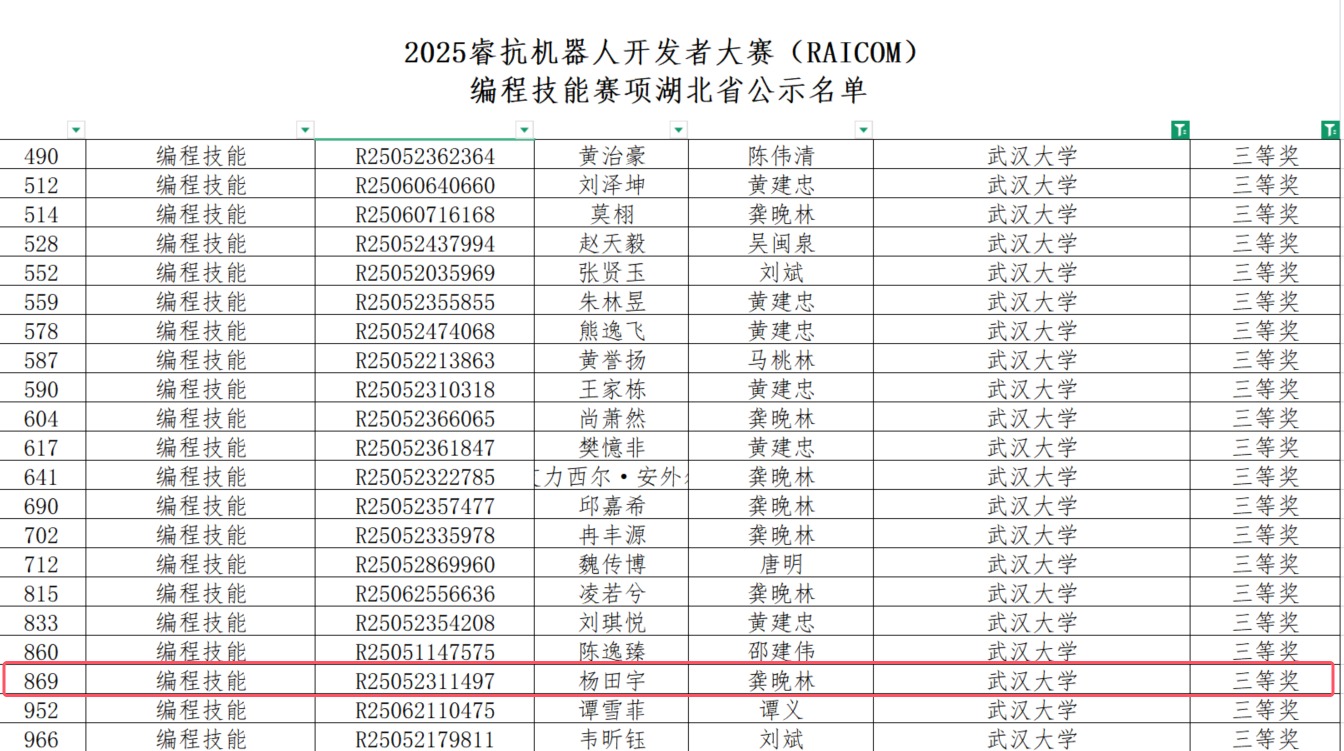 2025睿抗机器人开发者大赛（RAICOM）
编程技能赛项湖北省公示名单
490 编程技能 R25052362364 黄治豪 陈伟清 武汉大学 三等奖
512 编程技能 R25060640660 刘泽坤 黄建忠 武汉大学 三等奖
514 编程技能 R25060716168 莫栩 龚晚林 武汉大学 三等奖
528 编程技能 R25052437994 赵天毅 吴闽泉 武汉大学 三等奖
552 编程技能 R25052035969 张贤玉 刘斌 武汉大学 三等奖
559 编程技能 R25052355855 朱林昱 黄建忠 武汉大学 三等奖
578 编程技能 R25052474068 熊逸飞 黄建忠 武汉大学 三等奖
587 编程技能 R25052213863 黄誉扬 马桃林 武汉大学 三等奖
590 编程技能 R25052310318 王家栋 黄建忠 武汉大学 三等奖
604 编程技能 R25052366065 尚萧然 龚晚林 武汉大学 三等奖
617 编程技能 R25052361847 樊憶非 黄建忠 武汉大学 三等奖
641 编程技能 R25052322785 力西尔·安外 龚晚林 武汉大学 三等奖
690 编程技能 R25052357477 邱嘉希 龚晚林 武汉大学 三等奖
702 编程技能 R25052335978 冉丰源 龚晚林 武汉大学 三等奖
712 编程技能 R25052869960 魏传博 唐明 武汉大学 三等奖
815 编程技能 R25062556636 凌若兮 龚晚林 武汉大学 三等奖
833 编程技能 R25052354208 刘琪悦 黄建忠 武汉大学 三等奖
860 编程技能 R25051147575 陈逸臻 邵建伟 武汉大学 三等奖
869 编程技能 R25052311497 杨田宇 龚晚林 武汉大学 三等奖
952 编程技能 R25062110475 谭雪菲 谭义 武汉大学 三等奖
966 编程技能 R25052179811 韦昕钰 刘斌 武汉大学 三等奖